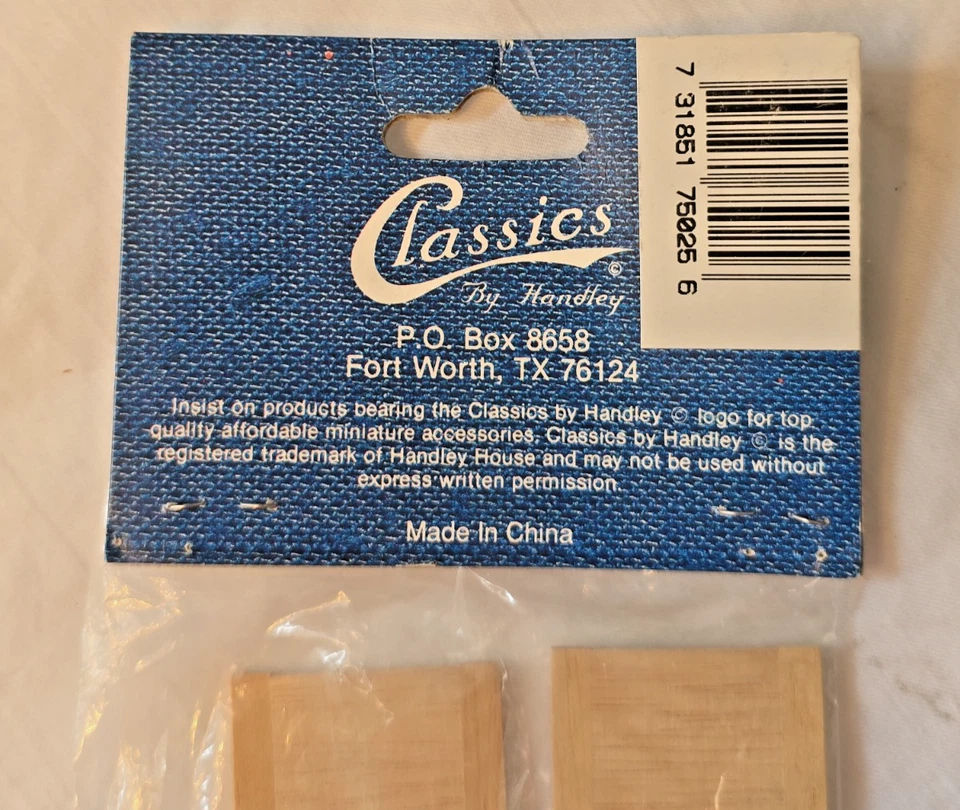 Classics ©
By Handley
P.O. Box 8658
Fort Worth, TX 76124
Insist on products bearing the Classics by Handley © logo for top
quality affordable miniature accessories. Classics by Handley © is the
registered trademark of Handley House and may not be used without
express written permission.
Made In China
7 31851 75025 6